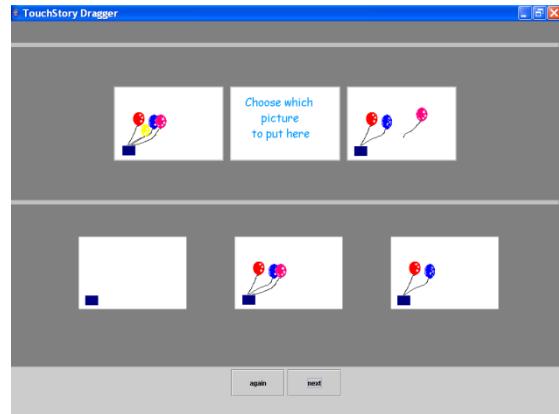 TouchStory Dragger
Choose which
picture
to put here
again
next